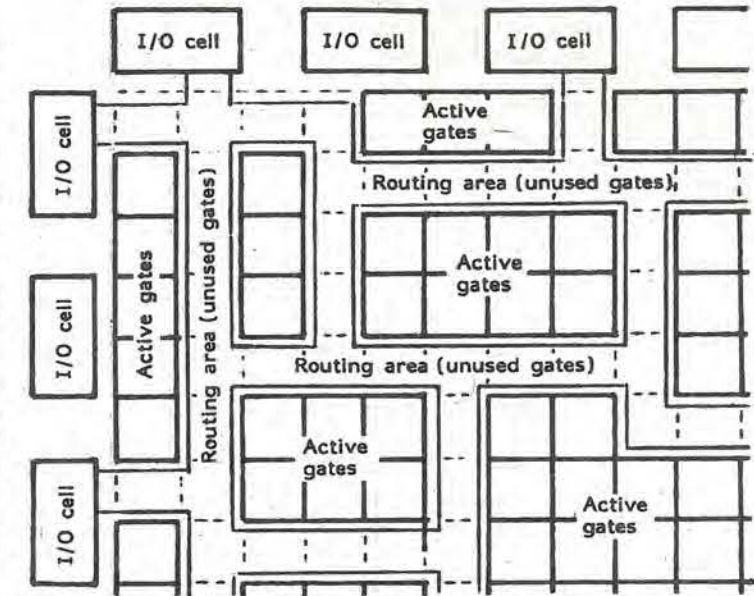 I/O cell
I/O cell
I/O cell
I/O cell
Active
gates
Routing area (unused gates)
Active
gates
Routing area (unused gates)
Active gates
I/O cell
Routing area (unused gates)
Active
gates
I/O cell
Active
gates